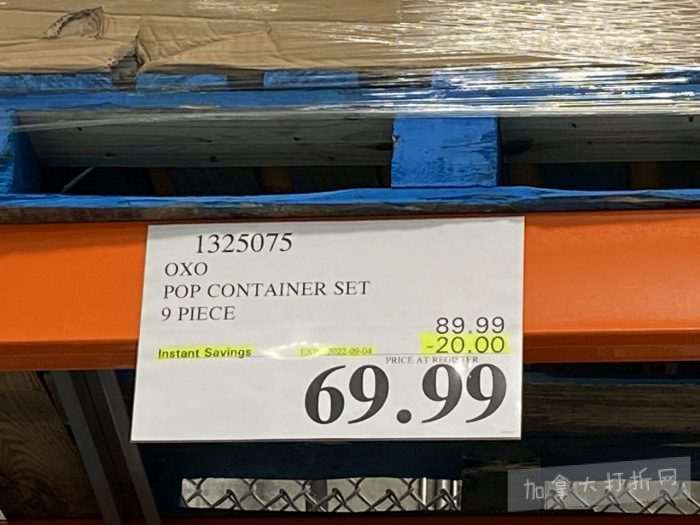 1325075
OXO
POP CONTAINER SET
9 PIECE
89.99
Instant Savings EXP. 2022-09-04 -20.00
PRICE AT REGISTER
69.99
加拿大打折网